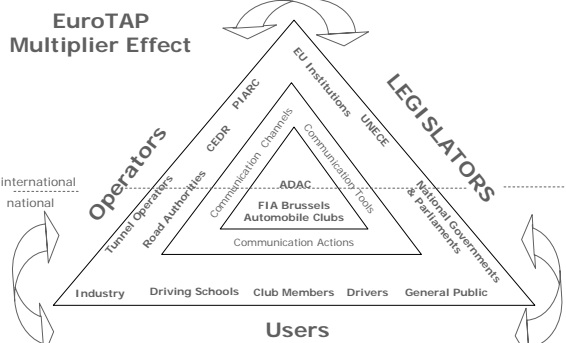 EuroTAP
Multiplier Effect
Operators
LEGISLATORS
PIARC
CEDR
EU Institutions
UNECE
Communication Channels
Communication Tools
international
national
Tunnel Operators
Road Authorities
ADAC
FIA Brussels
Automobile Clubs
National Governments
& Parliaments
Communication Actions
Industry Driving Schools Club Members Drivers General Public
Users